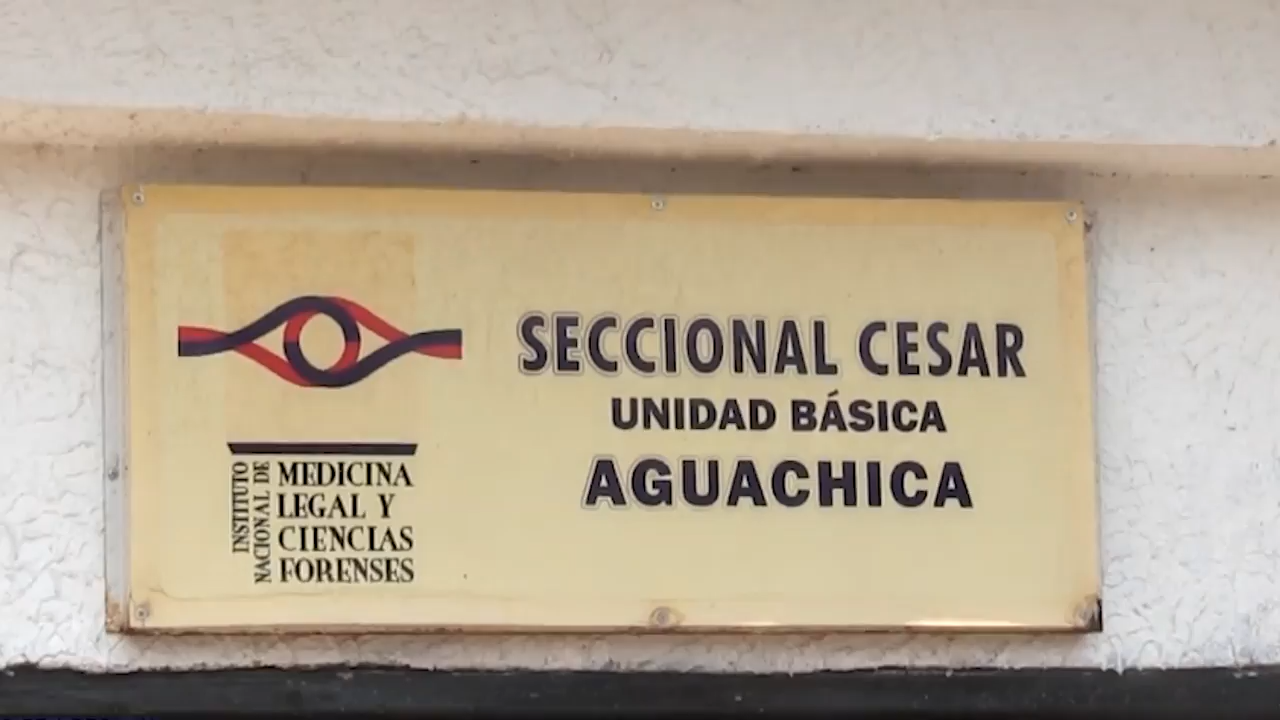 SECCIONAL CESAR
UNIDAD BÁSICA
AGUACHICA
INSTITUTO
NACIONAL DE
MEDICINA
LEGAL Y
CIENCIAS
FORENSES